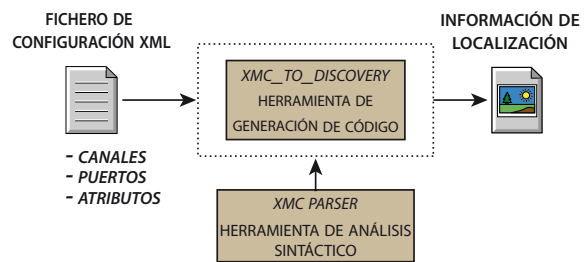 FICHERO DE
CONFIGURACIÓN XML
- CANALES
- PUERTOS
- ATRIBUTOS
XMC_TO_DISCOVERY
HERRAMIENTA DE
GENERACIÓN DE CÓDIGO
XMC PARSER
HERRAMIENTA DE ANÁLISIS
SINTÁCTICO
INFORMACIÓN DE
LOCALIZACIÓN